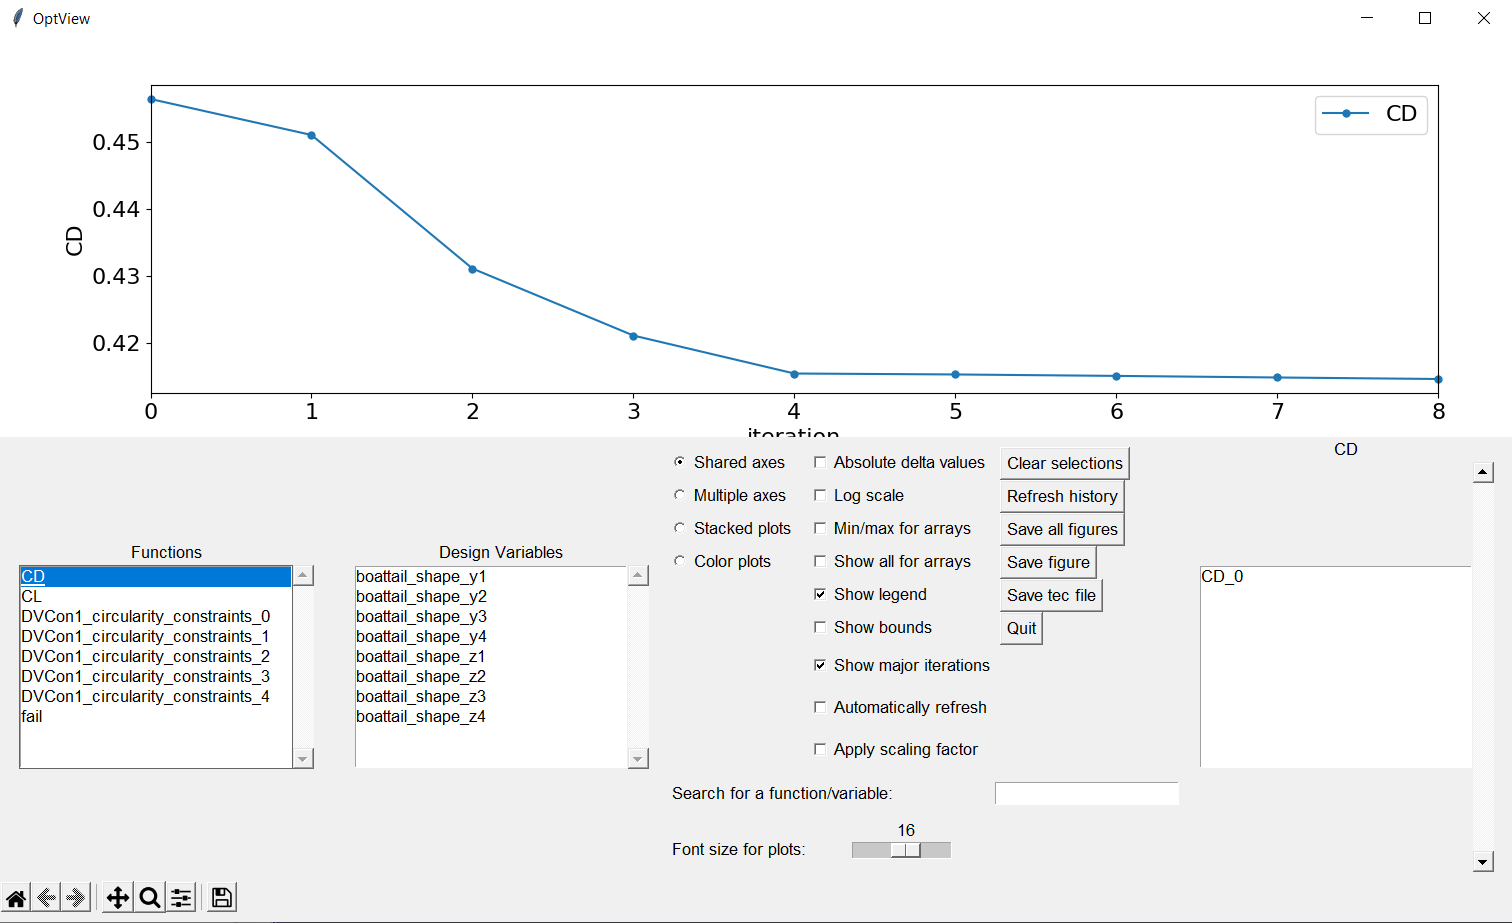 OptView
CD
0.45
0.44
0.43
0.42
CD
0 1 2 3 4 5 6 7 8
iteration
Functions
CD
CL
DVCon1_circularity_constraints_0
DVCon1_circularity_constraints_1
DVCon1_circularity_constraints_2
DVCon1_circularity_constraints_3
DVCon1_circularity_constraints_4
fail
Design Variables
boattail_shape_y1
boattail_shape_y2
boattail_shape_y3
boattail_shape_y4
boattail_shape_z1
boattail_shape_z2
boattail_shape_z3
boattail_shape_z4
Shared axes
Multiple axes
Stacked plots
Color plots
Absolute delta values
Log scale
Min/max for arrays
Show all for arrays
Show legend
Show bounds
Show major iterations
Automatically refresh
Apply scaling factor
Clear selections
Refresh history
Save all figures
Save figure
Save tec file
Quit
Search for a function/variable:
16
Font size for plots:
CD
CD_0